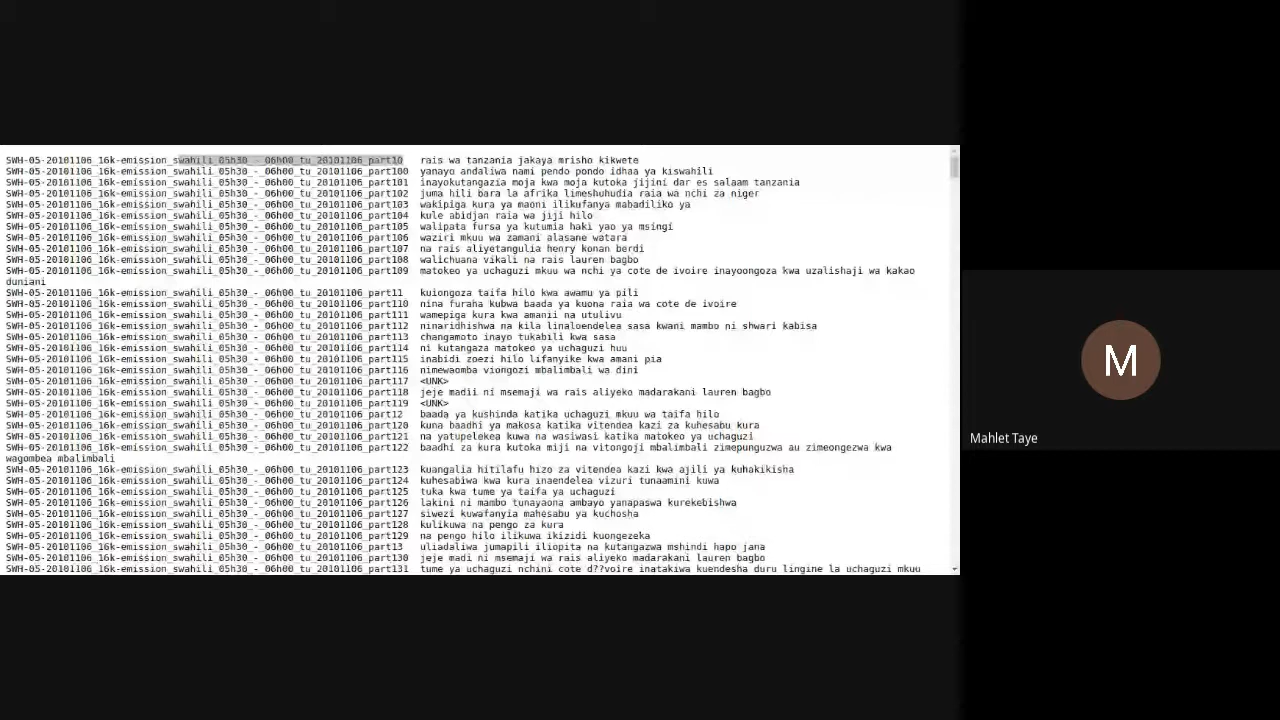 SWH-05-20101106_16k-emission_swahili_05h30_-_06h00_tu_20101106_part10 rais wa tanzania jakaya mrisho kikwete
SWH-05-20101106_16k-emission_swahili_05h30_-_06h00_tu_20101106_part100 yanayo andaliwa nami pendo pondo idhaa ya kiswahili
SWH-05-20101106_16k-emission_swahili_05h30_-_06h00_tu_20101106_part101 inayokutangazia moja kwa moja kutoka jijini dar es salaam tanzania
SWH-05-20101106_16k-emission_swahili_05h30_-_06h00_tu_20101106_part102 juma hili bara la afrika limeshuhudia raia wa nchi za niger
SWH-05-20101106_16k-emission_swahili_05h30_-_06h00_tu_20101106_part103 wakipiga kura ya maoni ilikufanya mabadiliko ya
SWH-05-20101106_16k-emission_swahili_05h30_-_06h00_tu_20101106_part104 kule abidjan raia wa jiji hilo
SWH-05-20101106_16k-emission_swahili_05h30_-_06h00_tu_20101106_part105 walipata fursa ya kutumia haki yao ya msingi
SWH-05-20101106_16k-emission_swahili_05h30_-_06h00_tu_20101106_part106 waziri mkuu wa zamani alasane watara
SWH-05-20101106_16k-emission_swahili_05h30_-_06h00_tu_20101106_part107 na rais aliyetangulia henry konan berdi
SWH-05-20101106_16k-emission_swahili_05h30_-_06h00_tu_20101106_part108 walichuana vikali na rais lauren bagbo
SWH-05-20101106_16k-emission_swahili_05h30_-_06h00_tu_20101106_part109 matokeo ya uchaguzi mkuu wa nchi ya cote de ivoire inayoongoza kwa uzalishaji wa kakao
duniani
SWH-05-20101106_16k-emission_swahili_05h30_-_06h00_tu_20101106_part11 kuiongoza taifa hilo kwa awamu ya pili
SWH-05-20101106_16k-emission_swahili_05h30_-_06h00_tu_20101106_part110 nina furaha kubwa baada ya kuona raia wa cote de ivoire
SWH-05-20101106_16k-emission_swahili_05h30_-_06h00_tu_20101106_part111 wamepiga kura kwa amanii na utulivu
SWH-05-20101106_16k-emission_swahili_05h30_-_06h00_tu_20101106_part112 ninaridhishwa na kila linaloendelea sasa kwani mambo ni shwari kabisa
SWH-05-20101106_16k-emission_swahili_05h30_-_06h00_tu_20101106_part113 changamoto inayo tukabili kwa sasa
SWH-05-20101106_16k-emission_swahili_05h30_-_06h00_tu_20101106_part114 ni kutangaza matokeo ya uchaguzi huu
SWH-05-20101106_16k-emission_swahili_05h30_-_06h00_tu_20101106_part115 inabidi zoezi hilo lifanyike kwa amani pia
SWH-05-20101106_16k-emission_swahili_05h30_-_06h00_tu_20101106_part116 nimewaomba viongozi mbalimbali wa dini
SWH-05-20101106_16k-emission_swahili_05h30_-_06h00_tu_20101106_part117 <UNK>
SWH-05-20101106_16k-emission_swahili_05h30_-_06h00_tu_20101106_part118 jeje madii ni msemaji wa rais aliyeko madarakani lauren bagbo
SWH-05-20101106_16k-emission_swahili_05h30_-_06h00_tu_20101106_part119 <UNK>
SWH-05-20101106_16k-emission_swahili_05h30_-_06h00_tu_20101106_part12 baada ya kushinda katika uchaguzi mkuu wa taifa hilo
SWH-05-20101106_16k-emission_swahili_05h30_-_06h00_tu_20101106_part120 kuna baadhi ya makosa katika vitendea kazi za kuhesabu kura
SWH-05-20101106_16k-emission_swahili_05h30_-_06h00_tu_20101106_part121 na yatupelekea kuwa na wasiwasi katika matokeo ya uchaguzi
SWH-05-20101106_16k-emission_swahili_05h30_-_06h00_tu_20101106_part122 baadhi za kura kutoka miji na vitongoji mbalimbali zimepunguzwa au zimeongezwa kwa
wagombea mbalimbali
SWH-05-20101106_16k-emission_swahili_05h30_-_06h00_tu_20101106_part123 kuangalia hitilafu hizo za vitendea kazi kwa ajili ya kuhakikisha
SWH-05-20101106_16k-emission_swahili_05h30_-_06h00_tu_20101106_part124 kuhesabiwa kwa kura inaendelea vizuri tunaamini kuwa
SWH-05-20101106_16k-emission_swahili_05h30_-_06h00_tu_20101106_part125 tuka kwa tume ya taifa ya uchaguzi
SWH-05-20101106_16k-emission_swahili_05h30_-_06h00_tu_20101106_part126 lakini ni mambo tunayaona ambayo yanapaswa kurekebishwa
SWH-05-20101106_16k-emission_swahili_05h30_-_06h00_tu_20101106_part127 siwezi kuwafanyia mahesabu ya kuchosha
SWH-05-20101106_16k-emission_swahili_05h30_-_06h00_tu_20101106_part128 kulikuwa na pengo za kura
SWH-05-20101106_16k-emission_swahili_05h30_-_06h00_tu_20101106_part129 na pengo hilo ilikuwa ikizidi kuongezeka
SWH-05-20101106_16k-emission_swahili_05h30_-_06h00_tu_20101106_part13 uliadaliwa jumapili iliopita na kutangazwa mshindi hapo jana
SWH-05-20101106_16k-emission_swahili_05h30_-_06h00_tu_20101106_part130 jeje madi ni msemaji wa rais aliyeko madarakani lauren bagbo
SWH-05-20101106_16k-emission_swahili_05h30_-_06h00_tu_20101106_part131 tume ya uchaguzi nchini cote d??voire inatakiwa kuendesha duru lingine la uchaguzi mkuu
M
Mahlet Taye